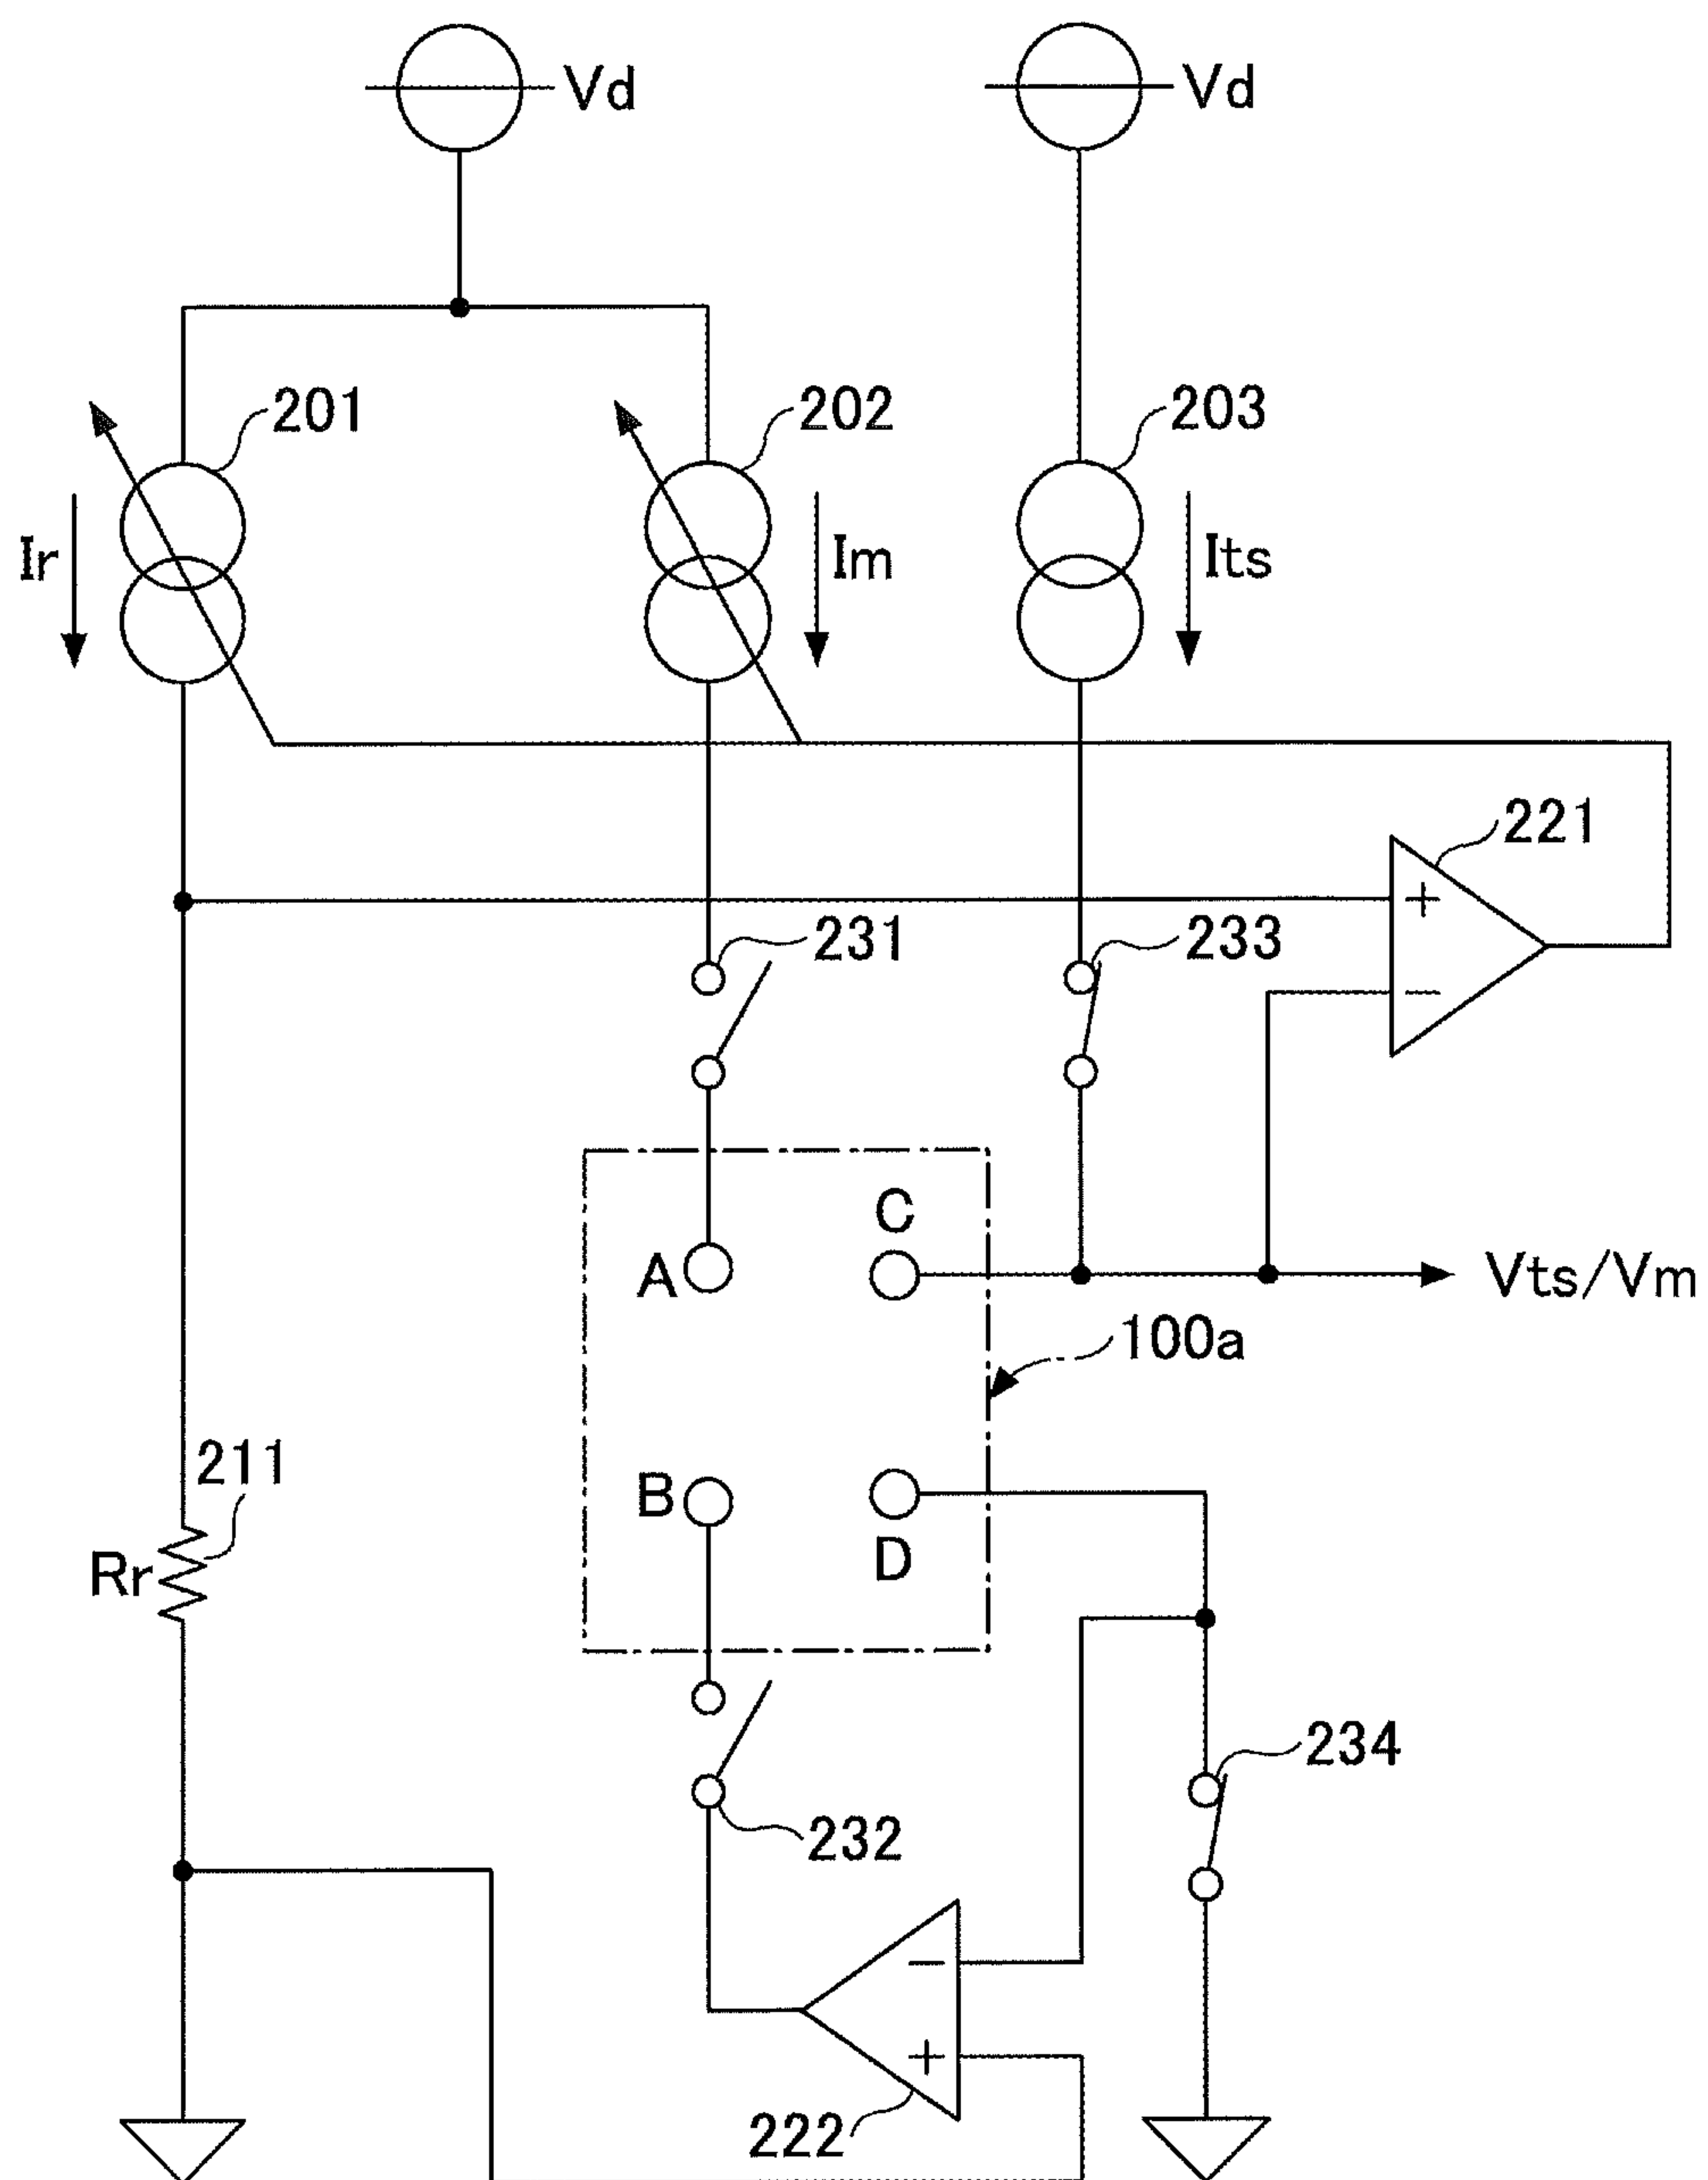 Vd
Vd
201
202
203
Ir
Im
Its
221
+
−
231
233
C
A
Vts/Vm
100a
211
B
D
Rr
234
232
−
+
222